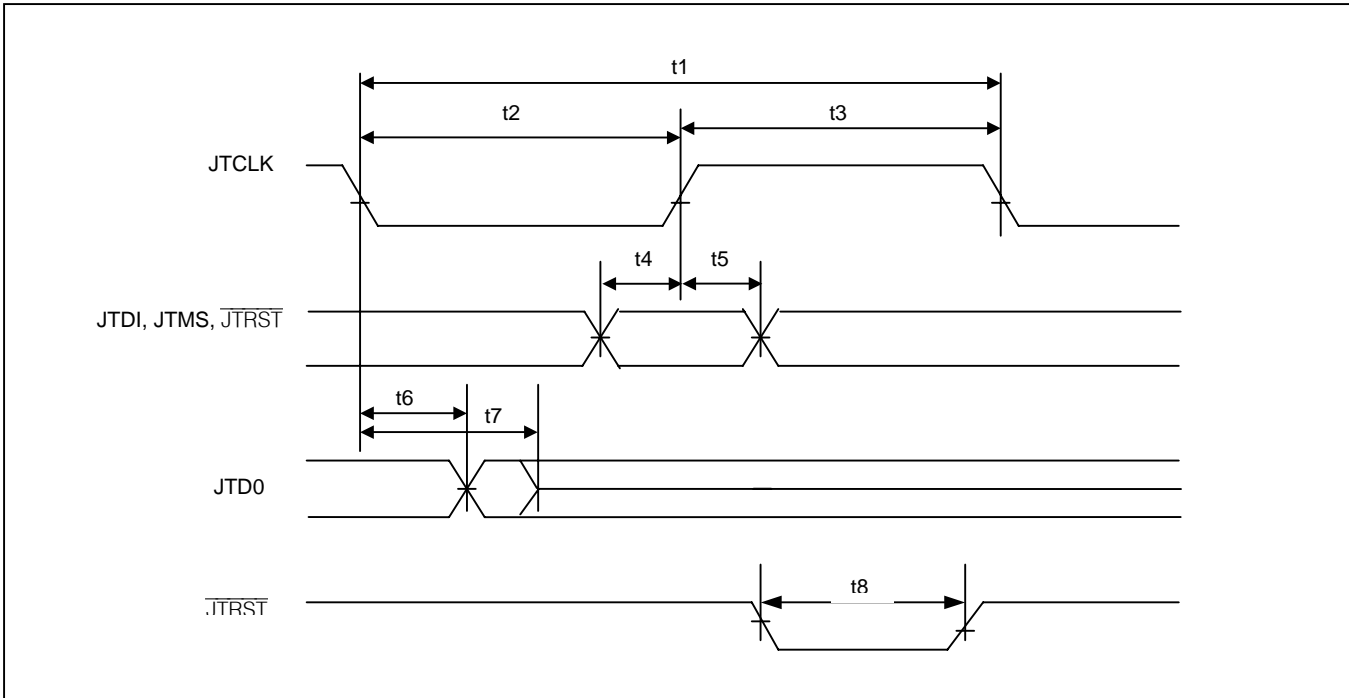 t1
t2 t3
JTCLK
t4 t5
JTDI, JTMS, JTRST
t6
t7
JTD0
t8
JTRST